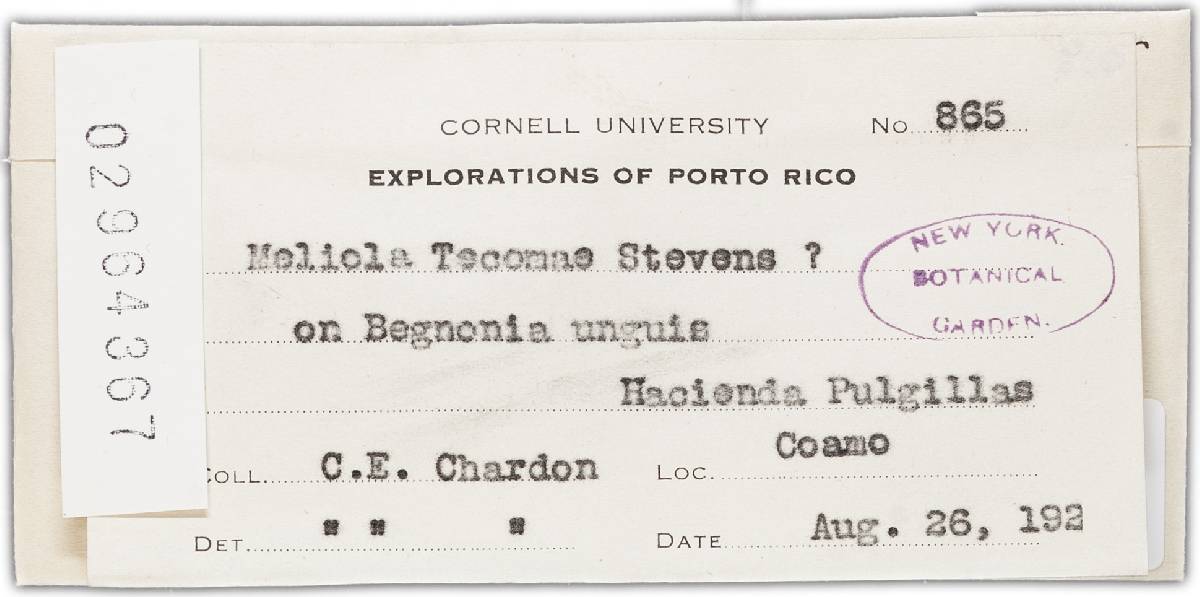 02964367
CORNELL UNIVERSITY No 865
EXPLORATIONS OF PORTO RICO
Meliola Tecomae Stevens ?
on Begnonia unguis
NEW YORK
BOTANICAL
GARDEN.
Hacienda Pulgillas
Coamo
COLL. C.E. Chardon LOC.
DET. " " " DATE Aug. 26, 192